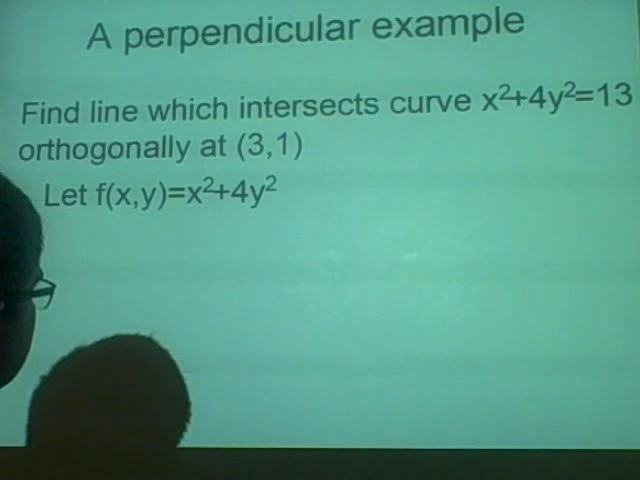 A perpendicular example
Find line which intersects curve x²+4y²=13
orthogonally at (3,1)
Let f(x,y)=x²+4y²